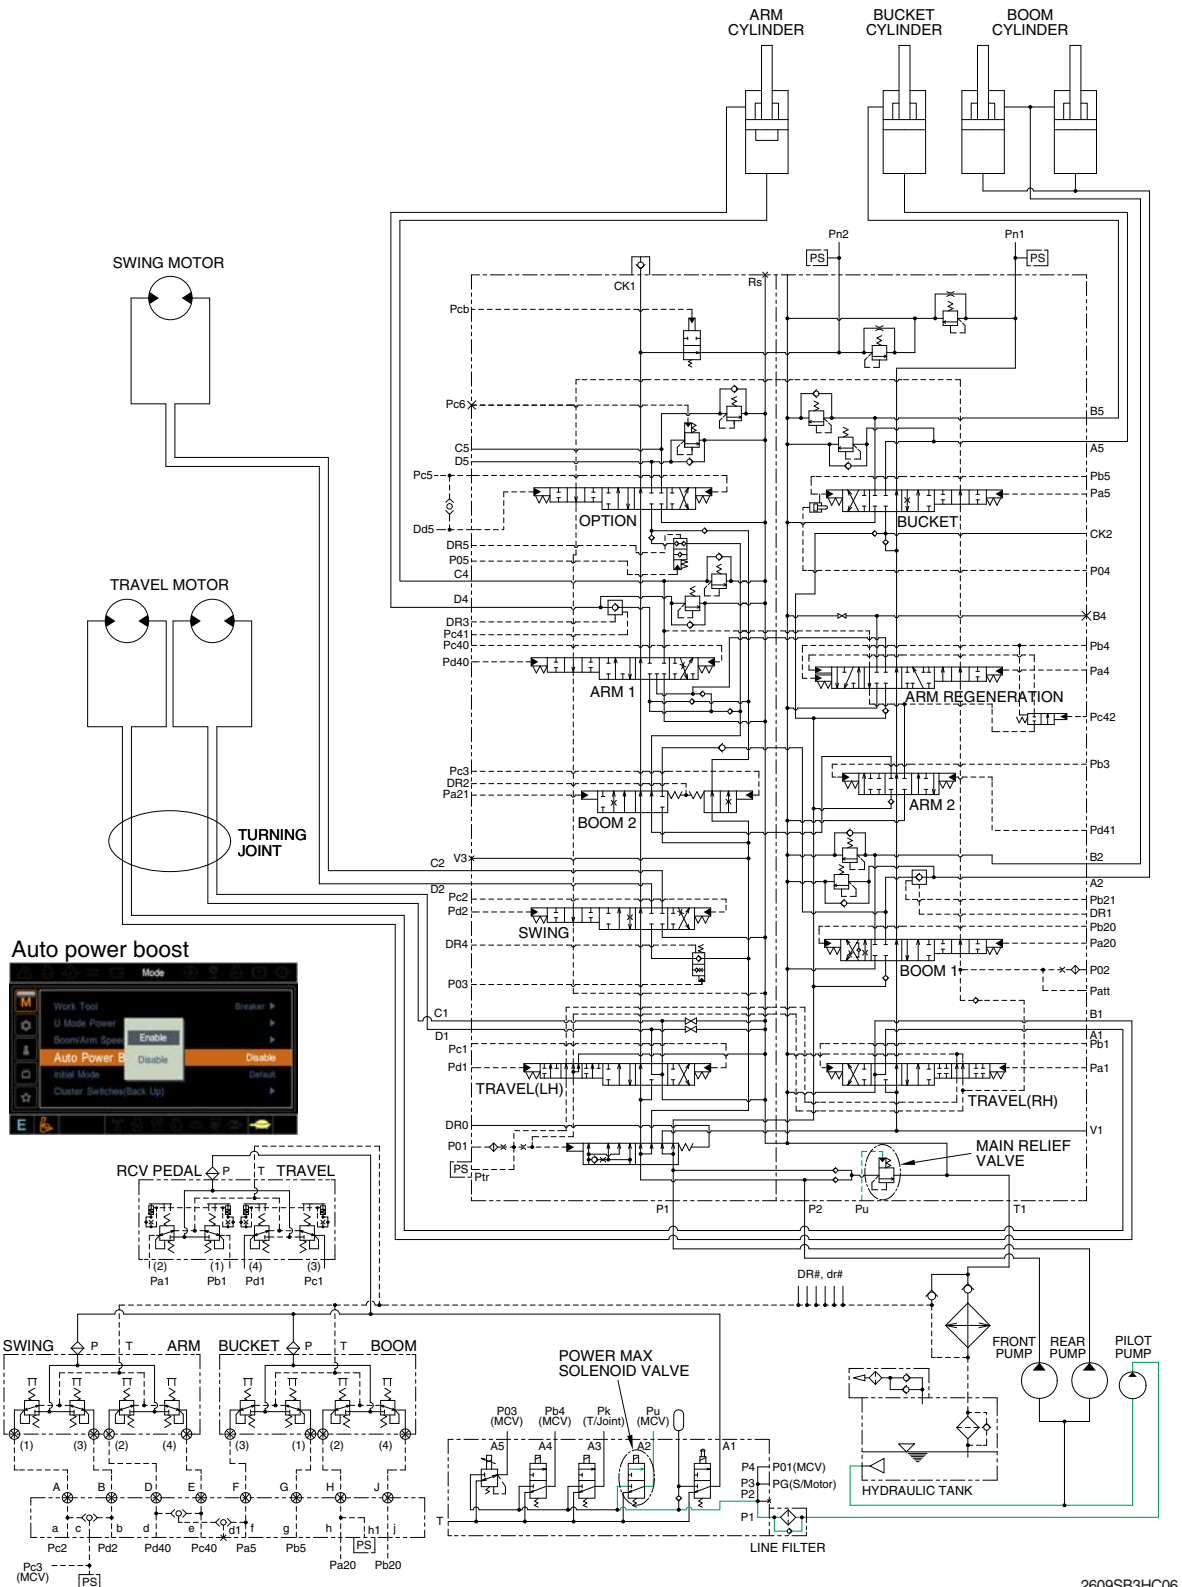 ARM
CYLINDER
BUCKET
CYLINDER
BOOM
CYLINDER
SWING MOTOR
Pn2
Pn1
PS
PS
CK1
Rs
Pcb
Pc6
C5
D5
Pc5
Dd5
OPTION
BUCKET
B5
A5
Pb5
Pa5
CK2
P04
DR5
P05
C4
D4
DR3
Pc41
Pc40
Pd40
ARM 1
ARM REGENERATION
B4
Pb4
Pa4
Pc42
TRAVEL MOTOR
TURNING
JOINT
Pc3
DR2
Pa21
BOOM 2
ARM 2
Pb3
Pd41
C2
V3
D2
B2
A2
Pb21
DR1
Pb20
Pa20
Pc2
Pd2
SWING
BOOM 1
DR4
P03
P02
Patt
Auto power boost
Mode
M
Work Tool
Breaker
U Mode Power
Boom/Arm Spee
Enable
Auto Power B
Disable
Disable
Initial Mode
Default
Cluster Switches(Back Up)
E
C1
D1
B1
A1
Pb1
Pa1
Pc1
Pd1
TRAVEL(LH)
TRAVEL(RH)
DR0
P01
PS
Ptr
V1
MAIN RELIEF
VALVE
P1
P2
Pu
T1
RCV PEDAL
P
T
TRAVEL
(2)
(1)
(4)
(3)
Pa1
Pb1
Pd1
Pc1
DR#, dr#
SWING
P
T
ARM
BUCKET
P
T
BOOM
(1)
(3)
(2)
(4)
(3)
(1)
(2)
(4)
A
B
D
E
F
G
H
J
a
c
b
d
e
d1
f
g
h
h1
j
Pc2
Pd2
Pd40
Pc40
Pa5
Pb5
PS
Pa20
Pb20
Pc3
(MCV)
PS
POWER MAX
SOLENOID VALVE
P03
(MCV)
Pb4
(MCV)
Pk
(T/Joint)
Pu
(MCV)
A5
A4
A3
A2
A1
T
P4
P01(MCV)
P3
PG(S/Motor)
P2
P1
LINE FILTER
FRONT
PUMP
REAR
PUMP
PILOT
PUMP
HYDRAULIC TANK
2609SB3HC06